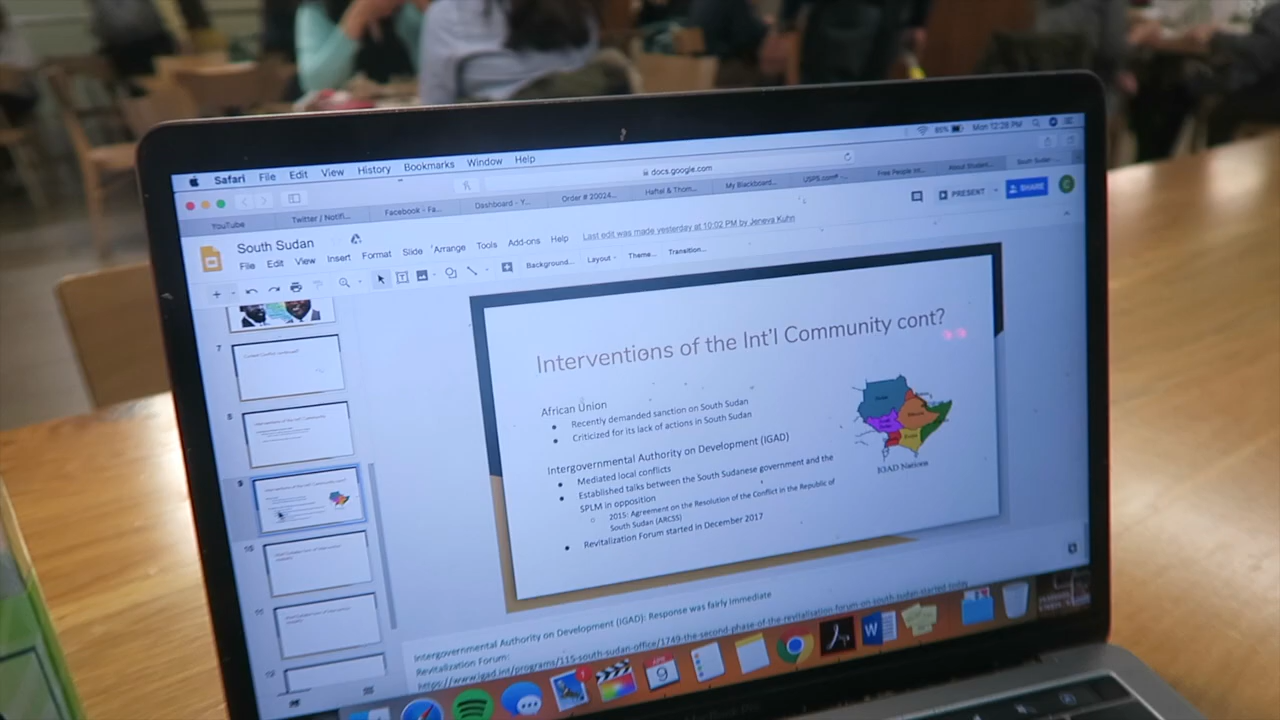 Safari File Edit View History Bookmarks Window Help
65% Mon 12:26 PM
docs.google.com
YouTube Twitter / Notifi... Facebook - Fa... Dashboard - Y... Order # 20024... Haftal & Thom... My Blackboard... USPS.com® -... Free People Int... About Student... South Sudan -...
South Sudan
File Edit View Insert Format Slide Arrange Tools Add-ons Help Last edit was made yesterday at 10:02 PM by Jeneva Kuhn
PRESENT SHARE C
Background... Layout Theme... Transition...
7
8
9
10
Interventions of the Int'l Community cont?
African Union
Recently demanded sanction on South Sudan
Criticized for its lack of actions in South Sudan
Intergovernmental Authority on Development (IGAD)
Mediated local conflicts
Established talks between the South Sudanese government and the
SPLM in opposition
2015: Agreement on the Resolution of the Conflict in the Republic of
South Sudan (ARCSS)
Revitalization Forum started in December 2017
IGAD Nations
Intergovernmental Authority on Development (IGAD): Response was fairly immediate
Revitalization Forum:
https://www.igad.int/programs/115-south-sudan-office/1749-the-second-phase-of-the-revitalisation-forum-on-south-sudan-started-today
9